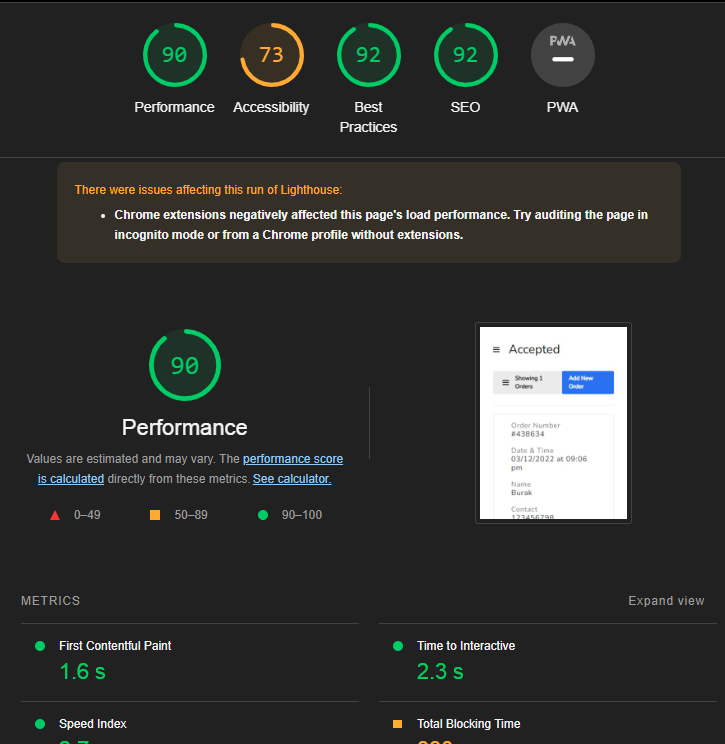 90
73
92
92
PWA
Performance
Accessibility
Best
Practices
SEO
PWA
There were issues affecting this run of Lighthouse:
• Chrome extensions negatively affected this page's load performance. Try auditing the page in
incognito mode or from a Chrome profile without extensions.
90
Performance
Values are estimated and may vary. The performance score
is calculated directly from these metrics. See calculator.
0–49
50–89
90–100
Accepted
Showing 1
Orders
Add New
Order
Order Number
#438634
Date & Time
03/12/2022 at 09:06
pm
Name
Burak
Contact
123456798
METRICS
Expand view
First Contentful Paint
1.6 s
Time to Interactive
2.3 s
Speed Index
Total Blocking Time